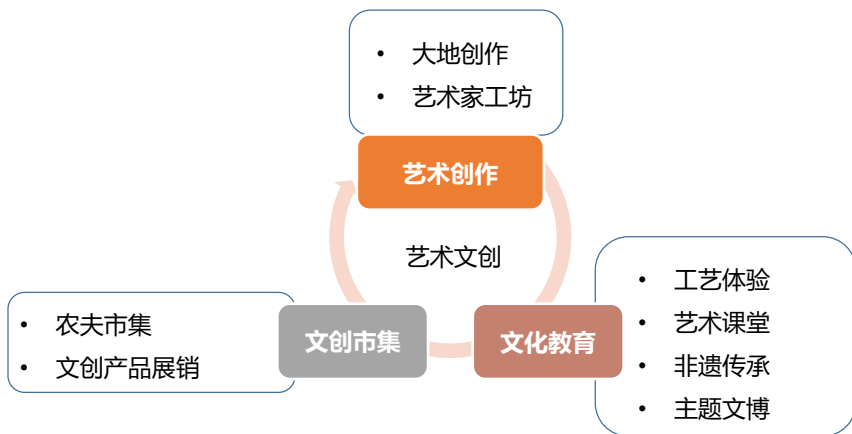 大地创作
艺术家工坊
艺术创作
艺术文创
农夫市集
文创产品展销
文创市集
文化教育
工艺体验
艺术课堂
非遗传承
主题文博